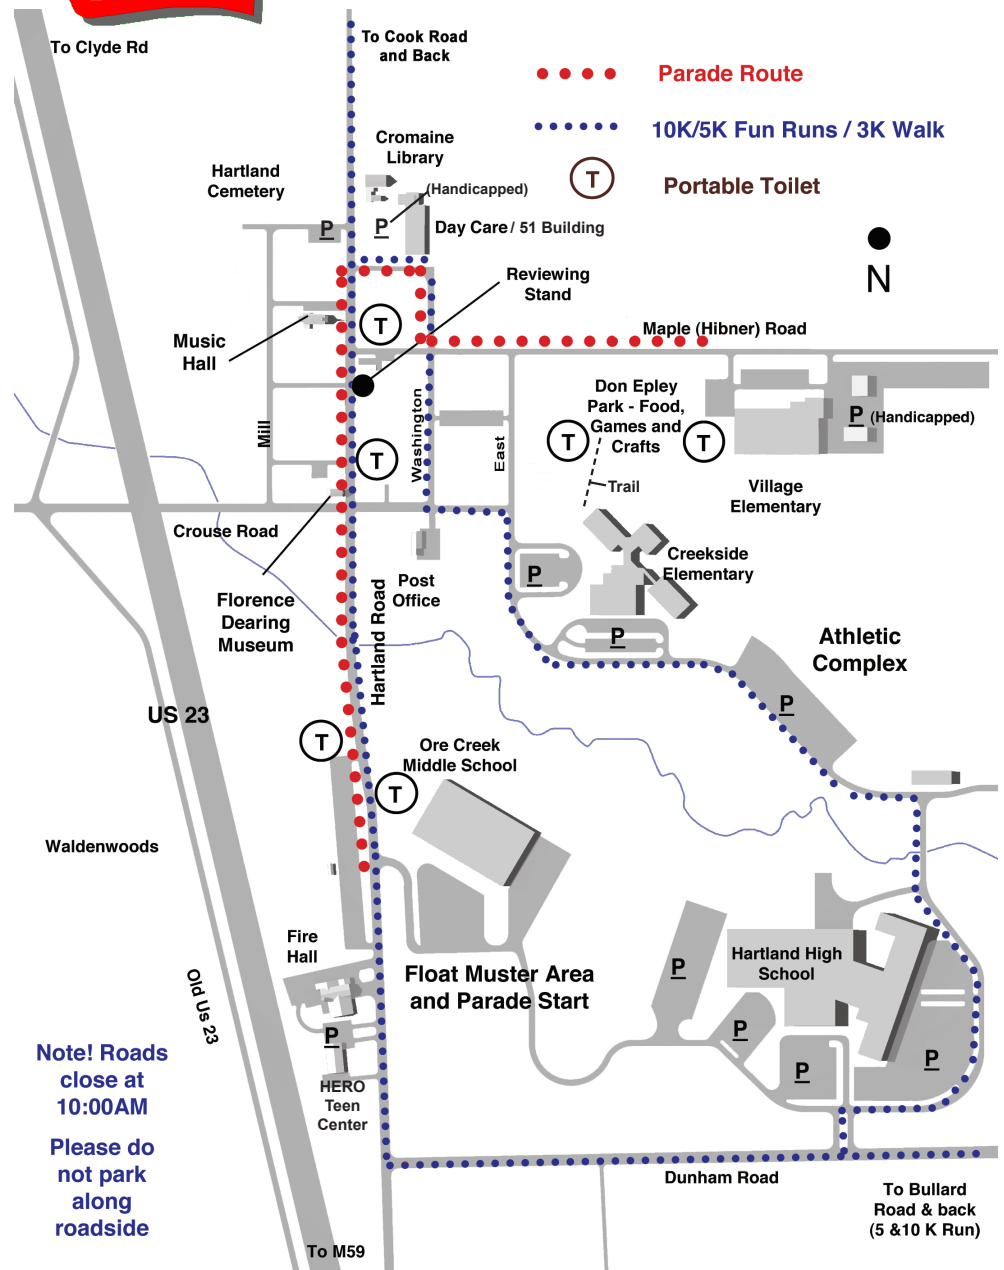 To Clyde Rd
To Cook Road
and Back
Parade Route
10K/5K Fun Runs / 3K Walk
T
Portable Toilet
Cromaine
Library
Hartland
Cemetery
(Handicapped)
P
P
Day Care / 51 Building
N
Reviewing
Stand
T
Maple (Hibner) Road
Music
Hall
Don Epley
Park - Food,
Games and
Crafts
P
(Handicapped)
Mill
Washington
East
T
T
T
Trail
Village
Elementary
Crouse Road
Creekside
Elementary
P
Post
Office
Florence
Dearing
Museum
Hartland Road
P
Athletic
Complex
P
US 23
T
Ore Creek
Middle School
T
Waldenwoods
Fire
Hall
Hartland High
School
P
Float Muster Area
and Parade Start
Old Us 23
P
P
P
P
Note! Roads
close at
10:00AM
HERO
Teen
Center
Please do
not park
along
roadside
Dunham Road
To Bullard
Road & back
(5 &10 K Run)
To M59